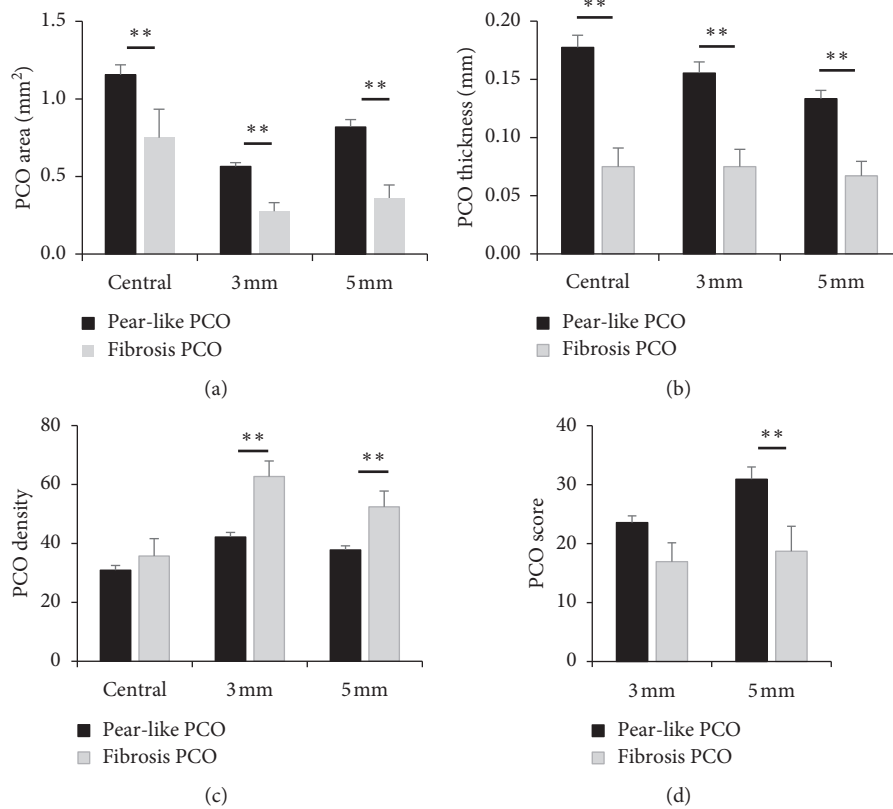 1.5
1.0
0.5
0.0
PCO area (mm²)
**
**
**
Central 3 mm 5 mm
Pear-like PCO
Fibrosis PCO
(a)
0.20
0.15
0.10
0.05
0.00
PCO thickness (mm)
**
**
**
Central 3 mm 5 mm
Pear-like PCO
Fibrosis PCO
(b)
80
60
40
20
0
PCO density
**
**
Central 3 mm 5 mm
Pear-like PCO
Fibrosis PCO
(c)
40
30
20
10
0
PCO score
**
3 mm 5 mm
Pear-like PCO
Fibrosis PCO
(d)